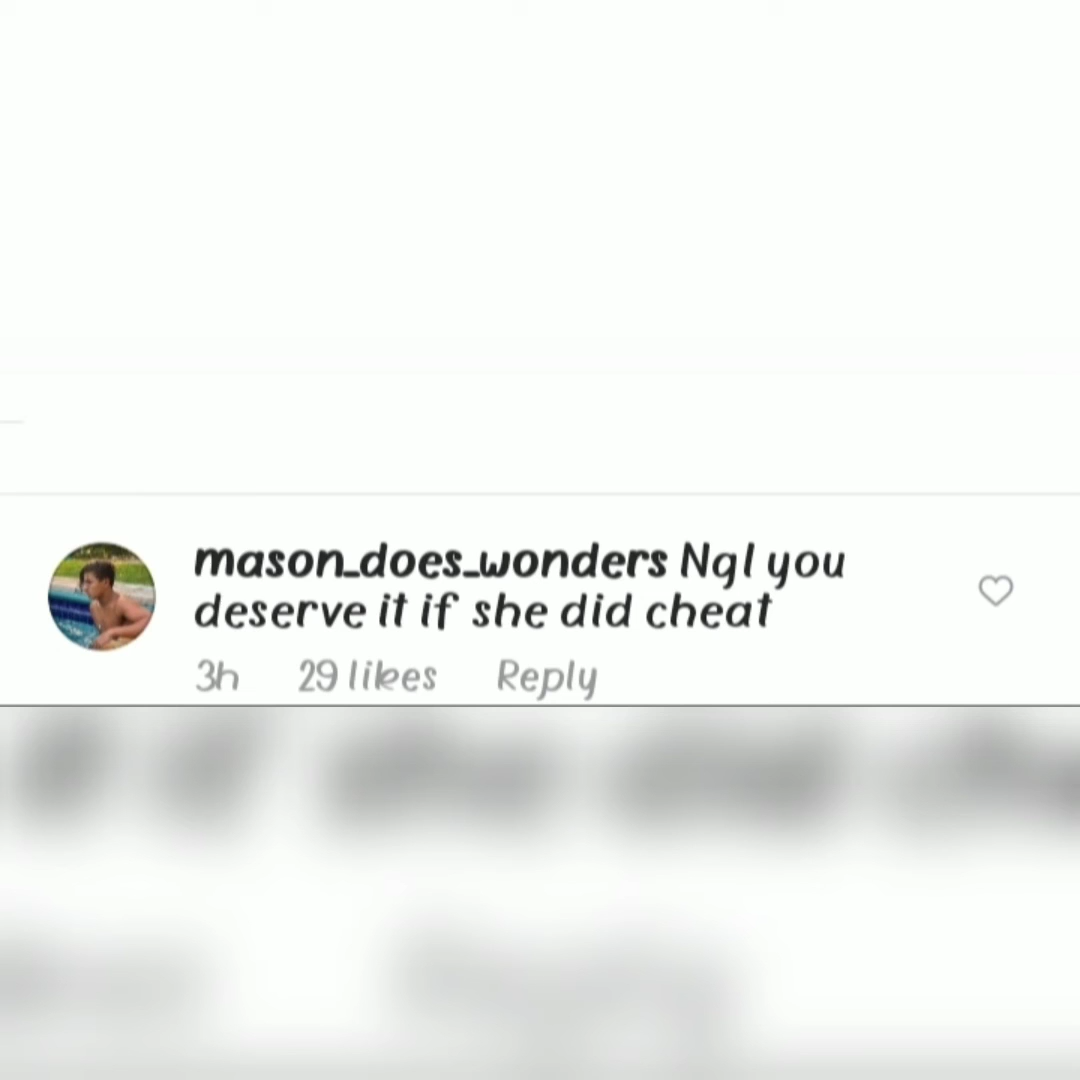 mason_does_wonders Ngl you
deserve it if she did cheat
3h 29 likes Reply